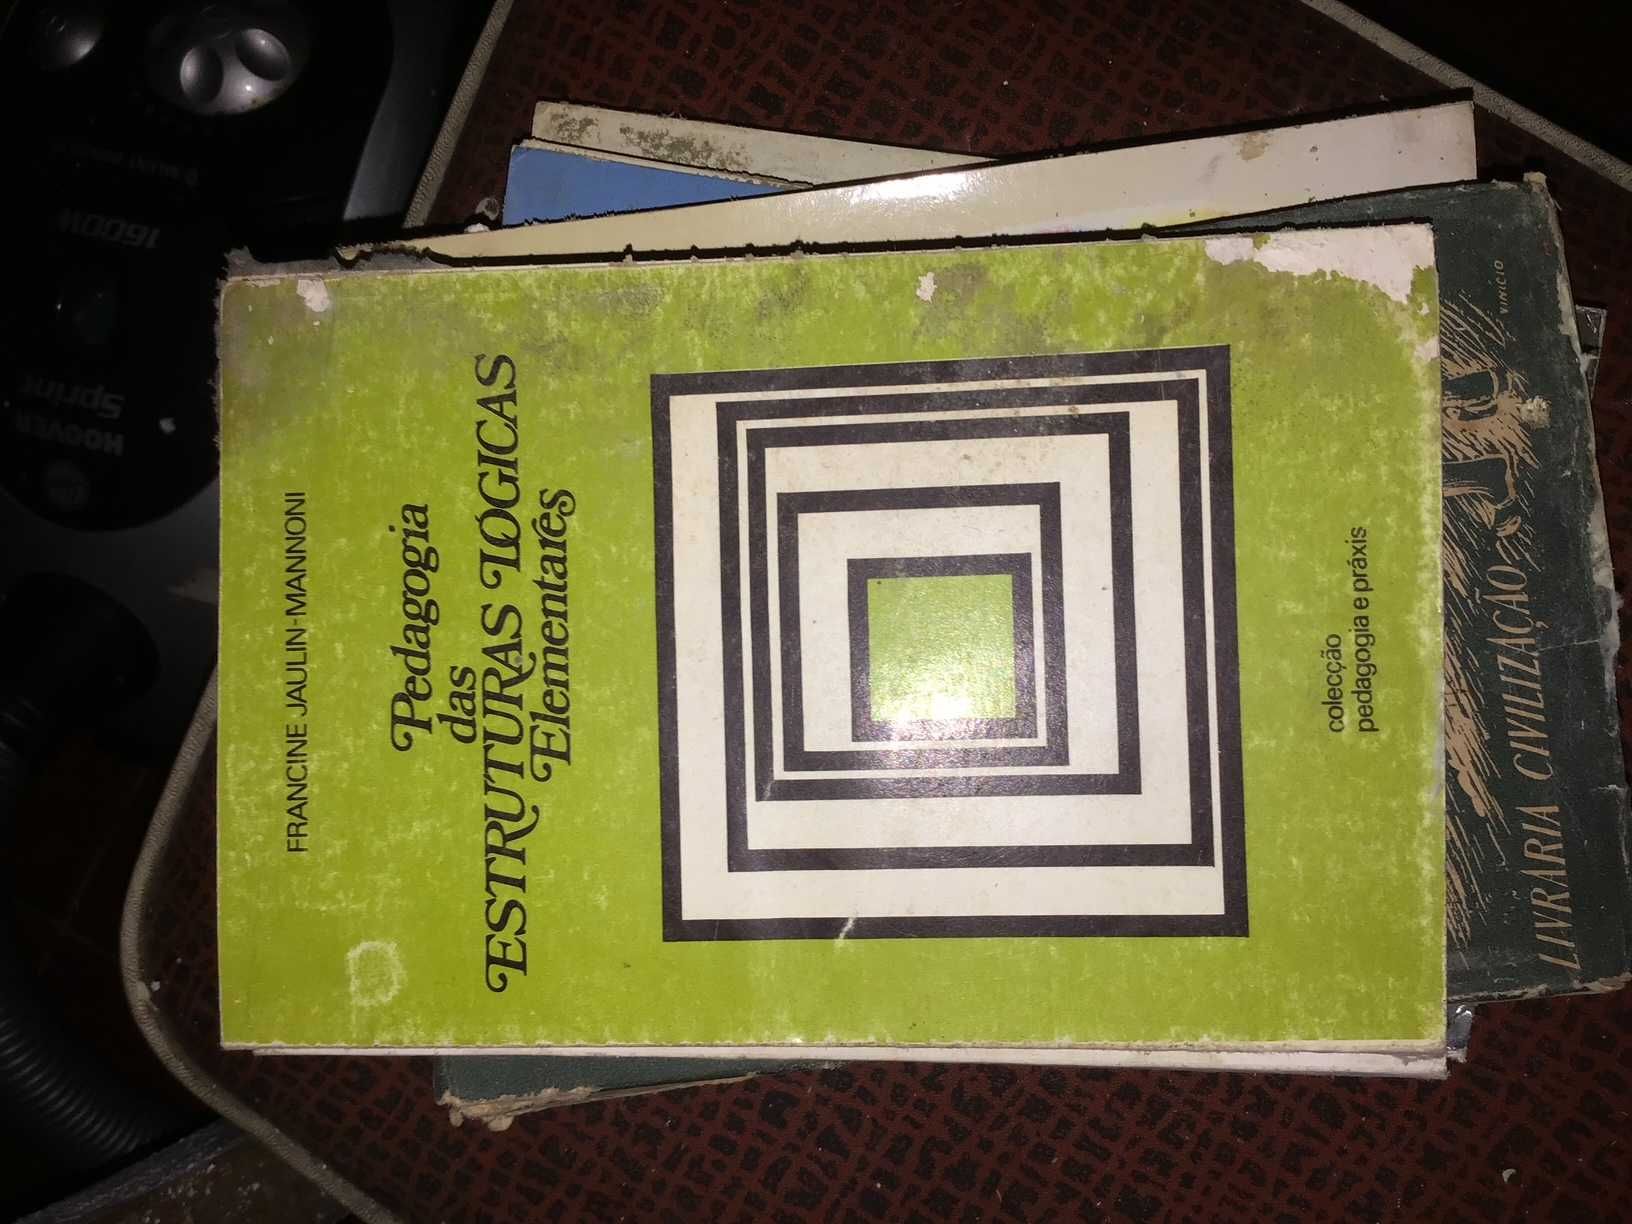 FRANCINE JAULIN-MANNONI
Pedagogia
das
ESTRUTURAS LÓGICAS
Elementares
colecção
pedagogia e práxis
LIVRARIA CIVILIZAÇÃO
VINICIO
HOOVER
Sprint
1600W